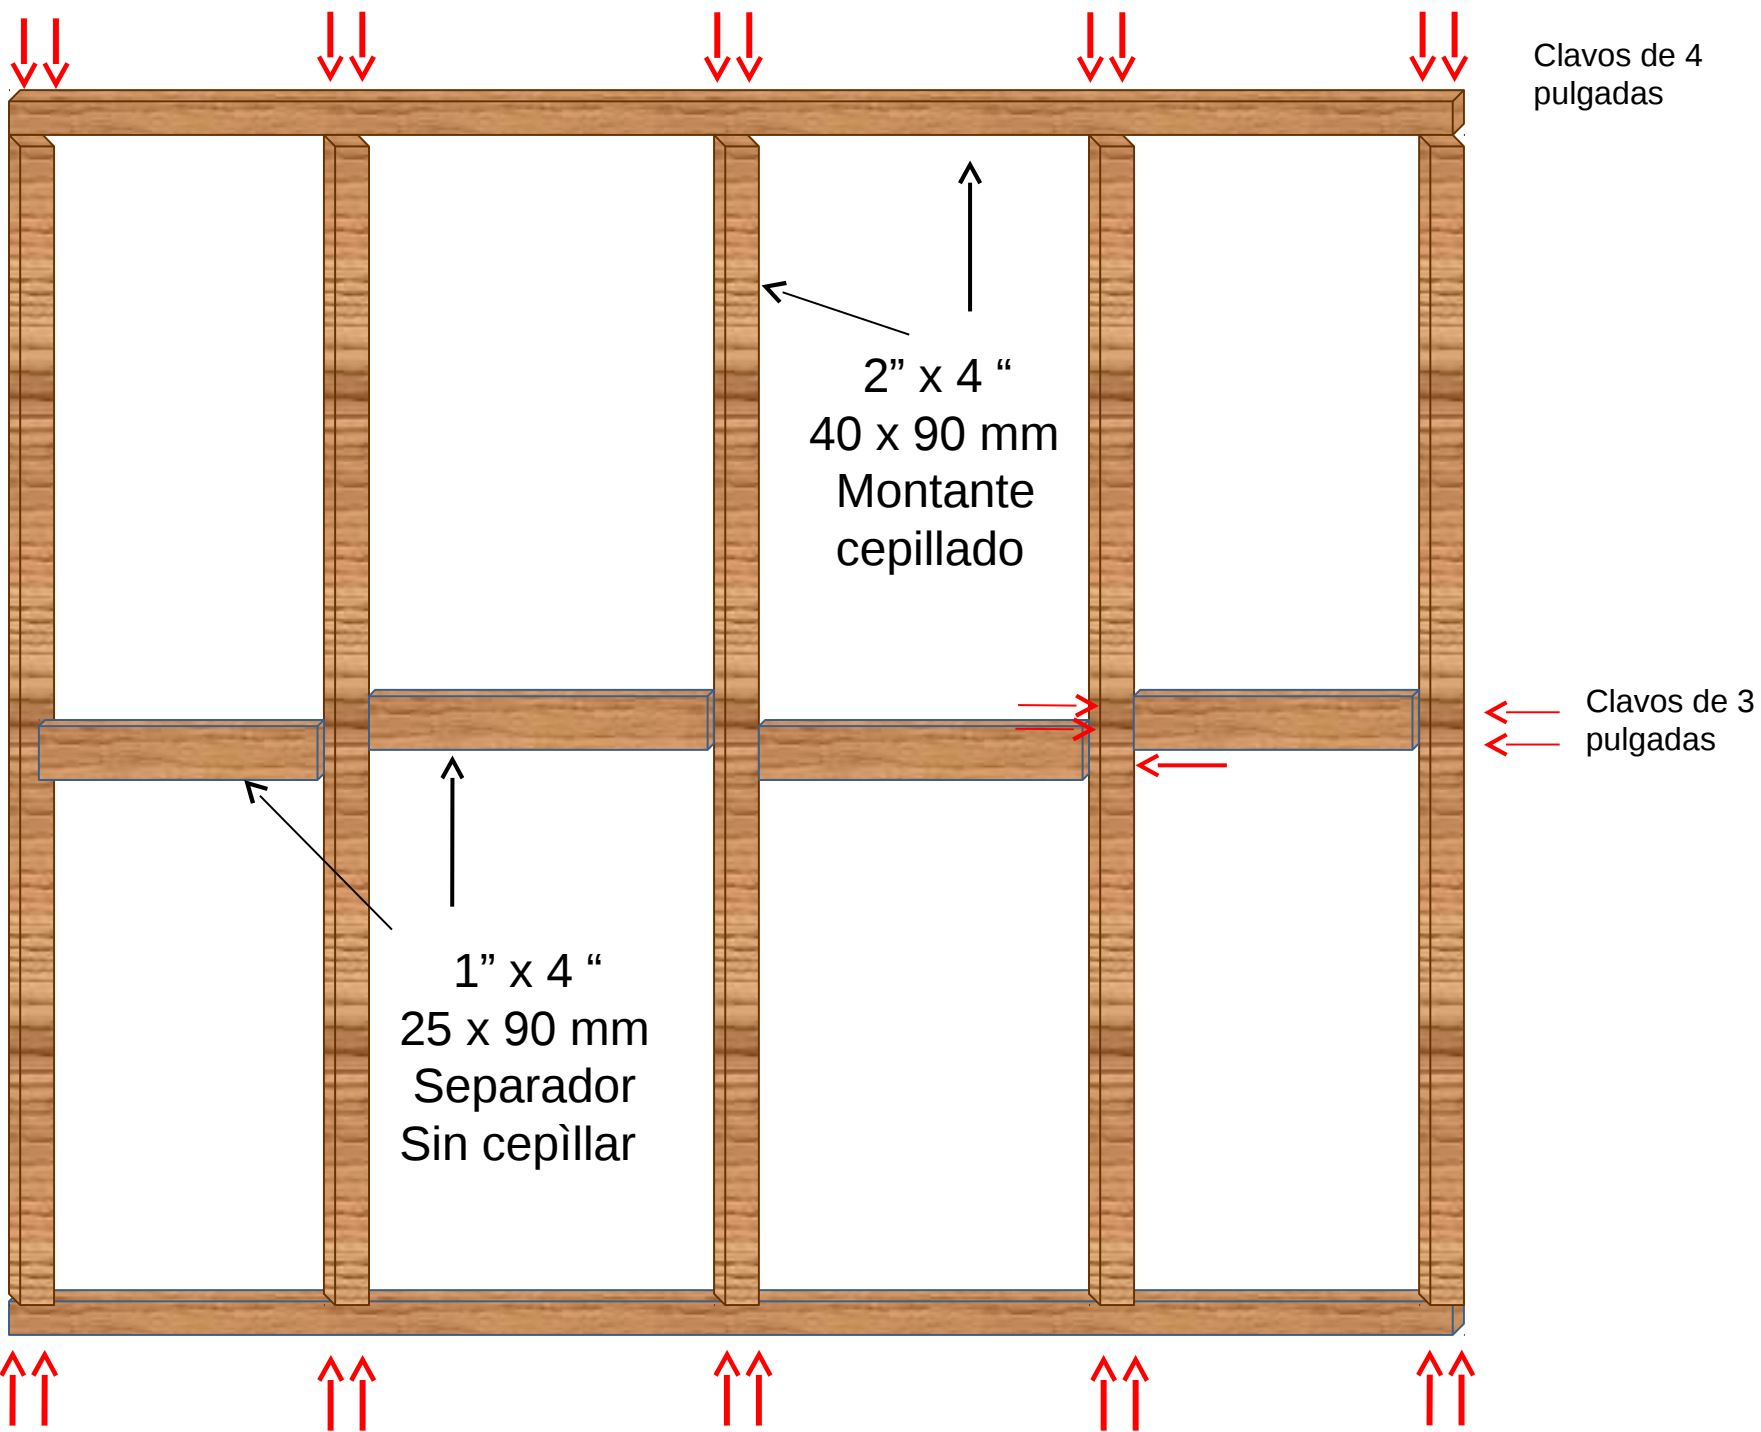 Clavos de 4
pulgadas
2” x 4 “
40 x 90 mm
Montante
cepillado
Clavos de 3
pulgadas
1” x 4 “
25 x 90 mm
Separador
Sin cepìllar